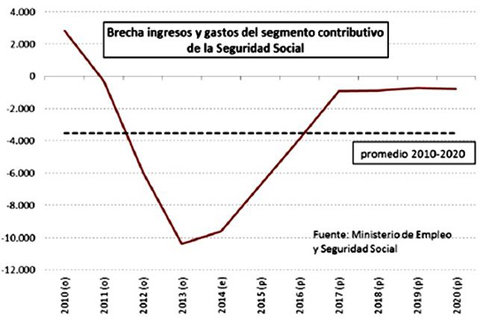 Brecha ingresos y gastos del segmento contributivo
de la Seguridad Social
4.000
2.000
0
-2.000
-4.000
-6.000
-8.000
-10.000
-12.000
promedio 2010-2020
Fuente: Ministerio de Empleo
y Seguridad Social
2010 (o)
2011 (o)
2012 (o)
2013 (o)
2014 (e)
2015 (p)
2016 (p)
2017 (p)
2018 (p)
2019 (p)
2020 (p)